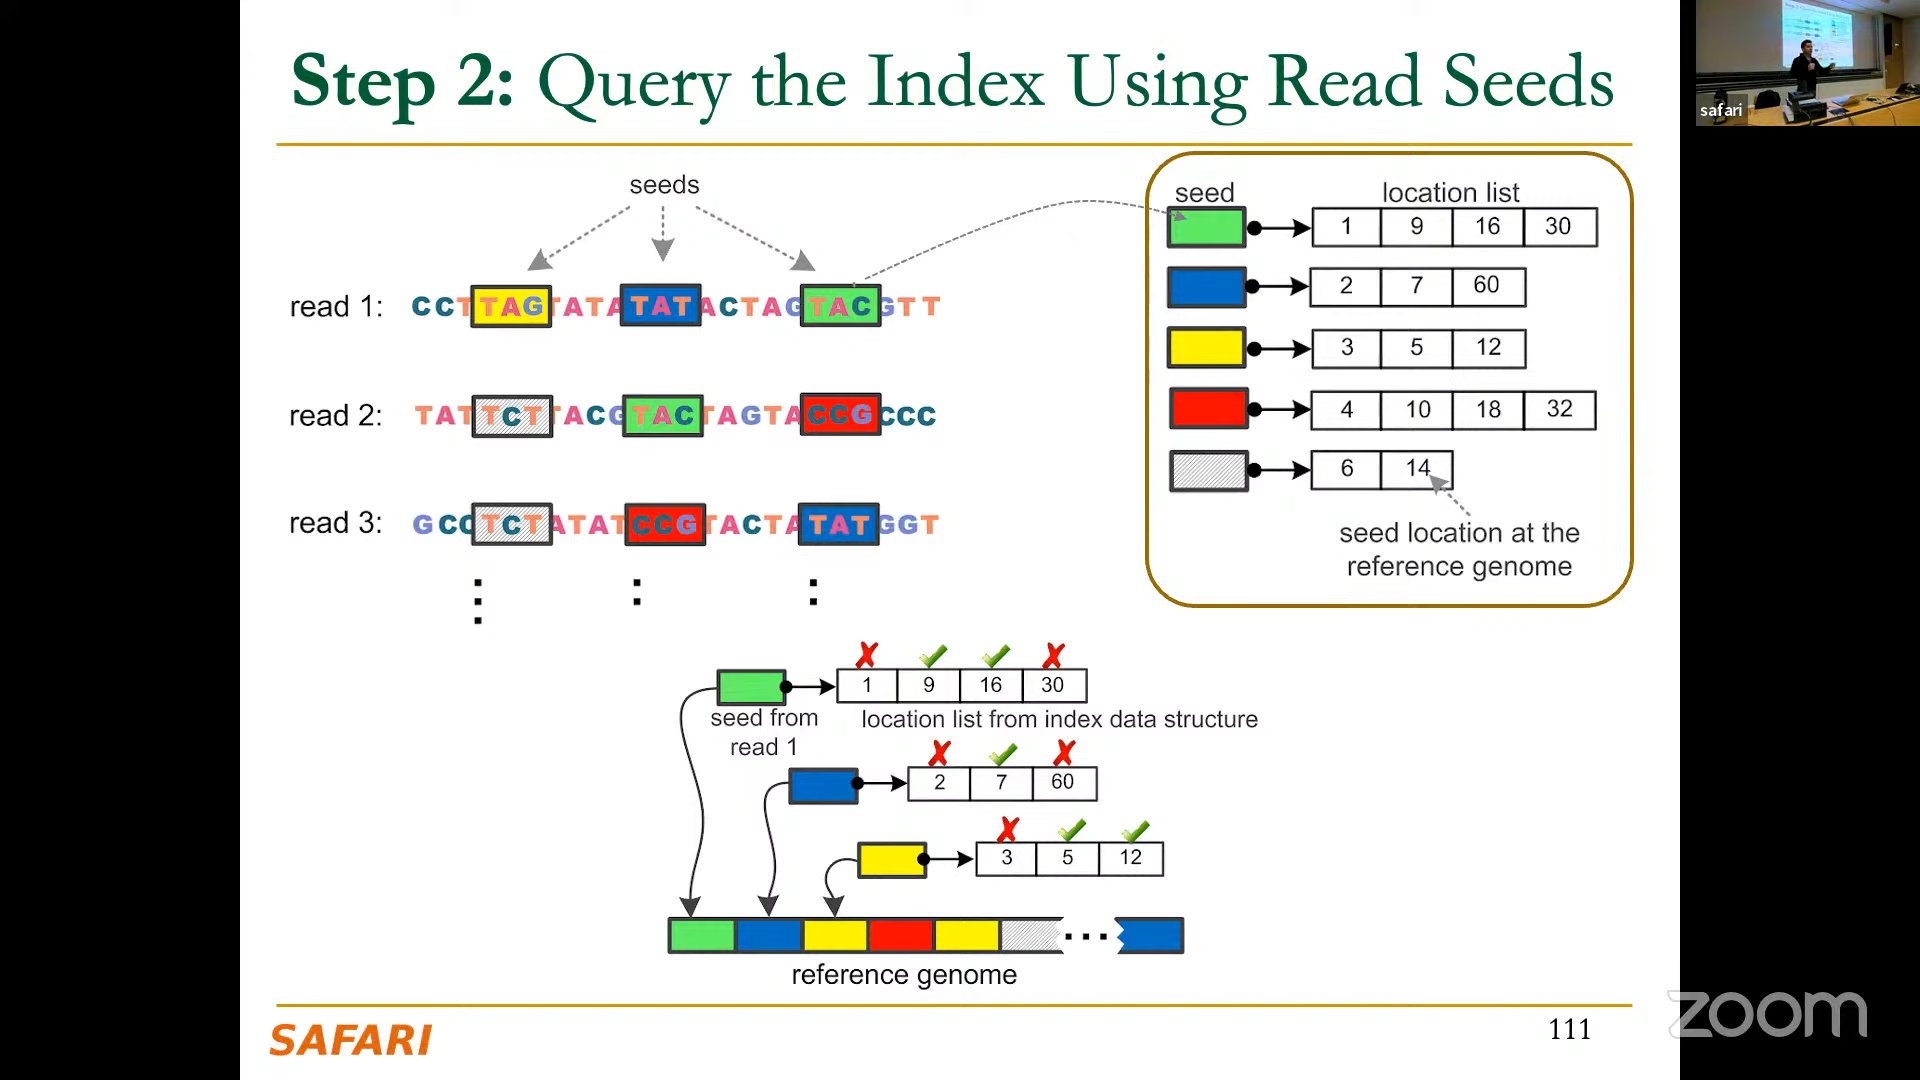 Step 2: Query the Index Using Read Seeds
safari
seeds
read 1: CCTTAGTATATATACTAGTACGTT
read 2: TATTCTTACGTACTAGTACCGCCC
read 3: GCCTCTATATCCGTACTATATGGT
seed location list
1 9 16 30
2 7 60
3 5 12
4 10 18 32
6 14
seed location at the
reference genome
1 9 16 30
seed from
read 1
location list from index data structure
2 7 60
3 5 12
reference genome
SAFARI
111
zoom